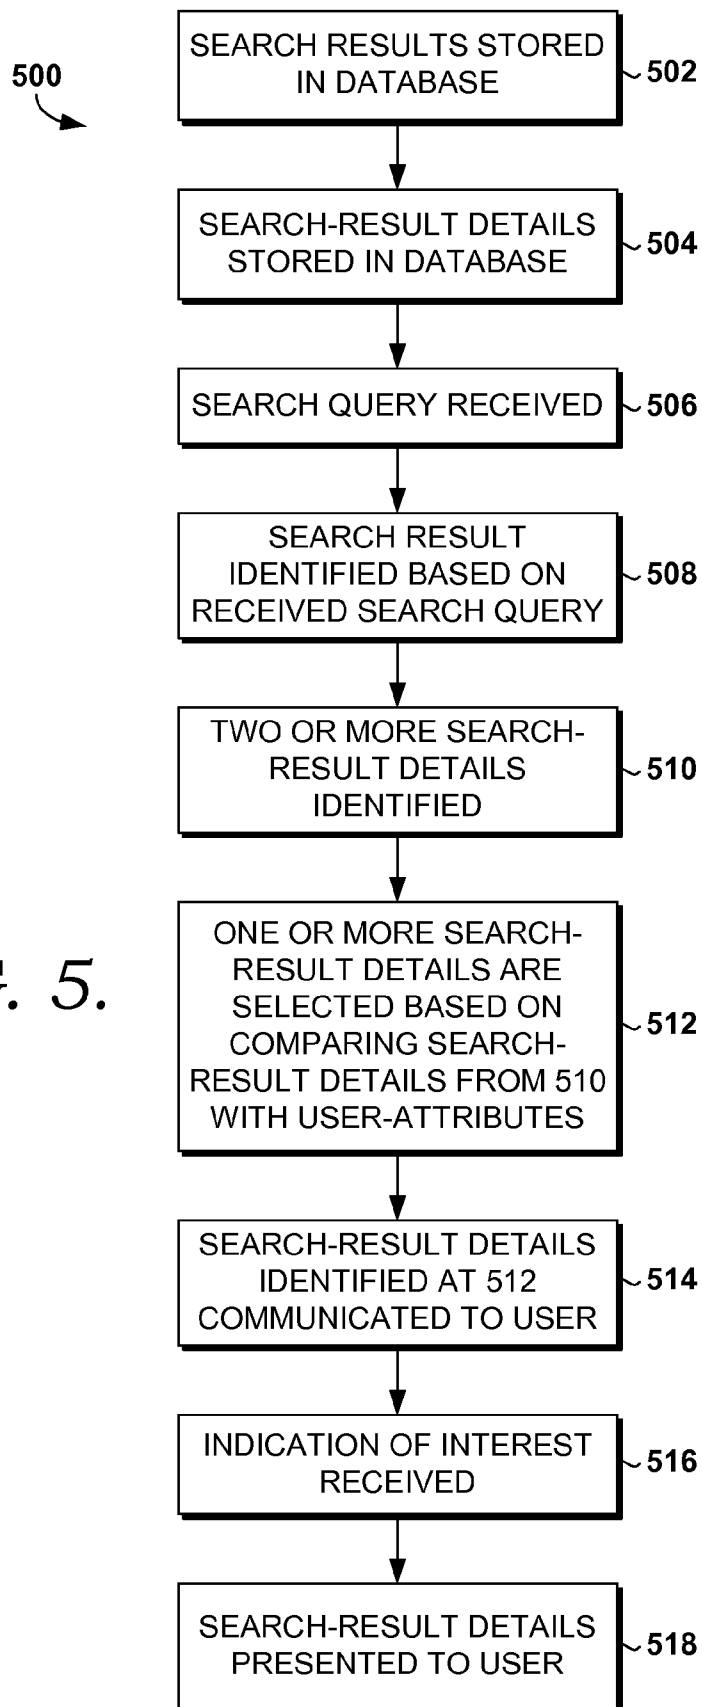 500
SEARCH RESULTS STORED
IN DATABASE
502
SEARCH-RESULT DETAILS
STORED IN DATABASE
504
SEARCH QUERY RECEIVED
506
SEARCH RESULT
IDENTIFIED BASED ON
RECEIVED SEARCH QUERY
508
TWO OR MORE SEARCH-
RESULT DETAILS
IDENTIFIED
510
ONE OR MORE SEARCH-
RESULT DETAILS ARE
SELECTED BASED ON
COMPARING SEARCH-
RESULT DETAILS FROM 510
WITH USER-ATTRIBUTES
512
5.
SEARCH-RESULT DETAILS
IDENTIFIED AT 512
COMMUNICATED TO USER
514
INDICATION OF INTEREST
RECEIVED
516
SEARCH-RESULT DETAILS
PRESENTED TO USER
518